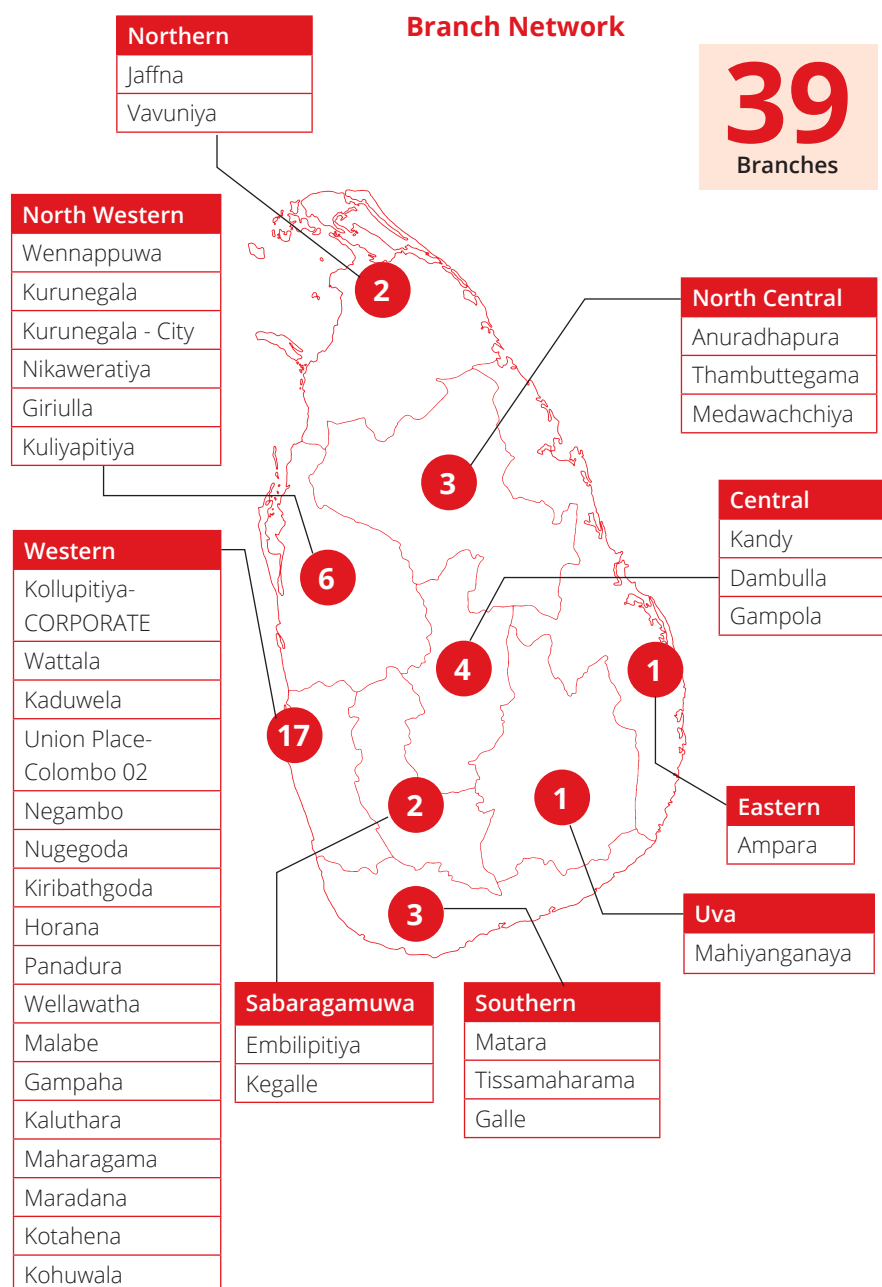 Branch Network
39
Branches
Northern
Jaffna
Vavuniya
North Western
Wennappuwa
Kurunegala
Kurunegala - City
Nikaweratiya
Giriulla
Kuliyapitiya
North Central
Anuradhapura
Thambuttegama
Medawachchiya
Central
Kandy
Dambulla
Gampola
Western
Kollupitiya-
CORPORATE
Wattala
Kaduwela
Union Place-
Colombo 02
Negambo
Nugegoda
Kiribathgoda
Horana
Panadura
Wellawatha
Malabe
Gampaha
Kaluthara
Maharagama
Maradana
Kotahena
Kohuwala
2
3
6
4
1
17
2
1
3
Eastern
Ampara
Uva
Mahiyanganaya
Sabaragamuwa
Embilipitiya
Kegalle
Southern
Matara
Tissamaharama
Galle